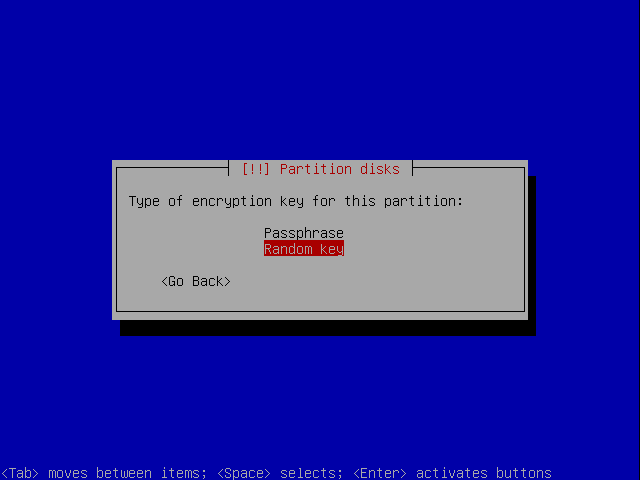 [!!] Partition disks
Type of encryption key for this partition:
Passphrase
Random key
<Go Back>
<Tab> moves between items; <Space> selects; <Enter> activates buttons